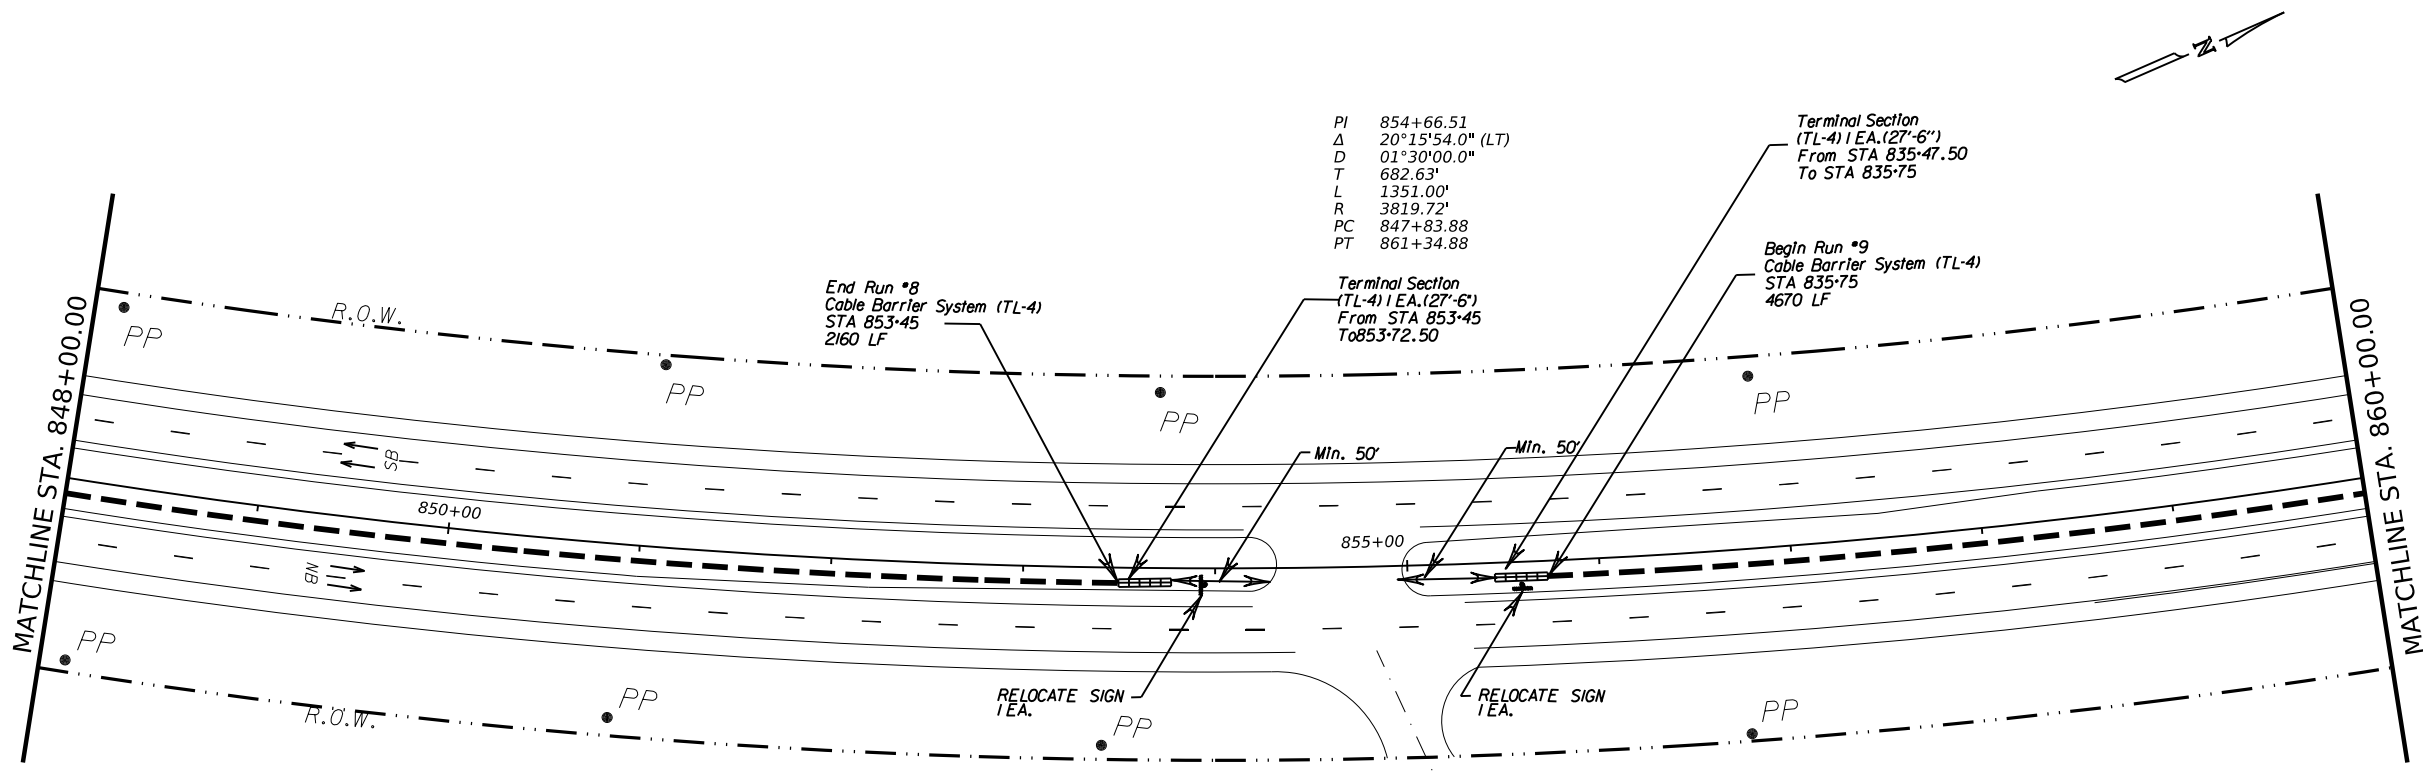 N
PI 854+66.51
Δ 20°15'54.0" (LT)
D 01°30'00.0"
T 682.63'
L 1351.00'
R 3819.72'
PC 847+83.88
PT 861+34.88
Terminal Section
(TL-4) 1 EA.(27'-6'')
From STA 835+47.50
To STA 835+75
Begin Run #9
Cable Barrier System (TL-4)
STA 835+75
4670 LF
End Run #8
Cable Barrier System (TL-4)
STA 853+45
2160 LF
Terminal Section
(TL-4) 1 EA.(27'-6")
From STA 853+45
To853+72.50
MATCHLINE STA. 848+00.00
MATCHLINE STA. 860+00.00
R.O.W.
PP
PP
PP
PP
SB
Min. 50'
Min. 50'
850+00
855+00
NB
PP
RELOCATE SIGN
1 EA.
RELOCATE SIGN
1 EA.
R.O.W.
PP
PP
PP